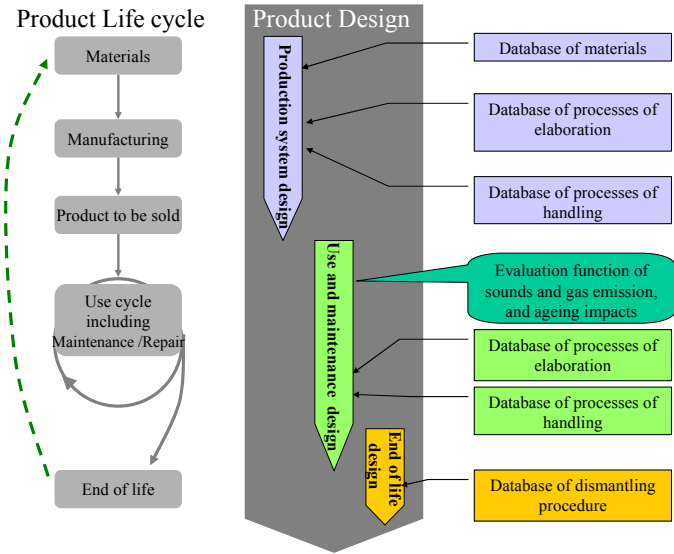 Product Life cycle
Materials
Manufacturing
Product to be sold
Use cycle
including
Maintenance /Repair
End of life
Product Design
Production system design
Use and maintenance design
End of life
design
Database of materials
Database of processes of
elaboration
Database of processes of
handling
Evaluation function of
sounds and gas emission,
and ageing impacts
Database of processes of
elaboration
Database of processes of
handling
Database of dismantling
procedure